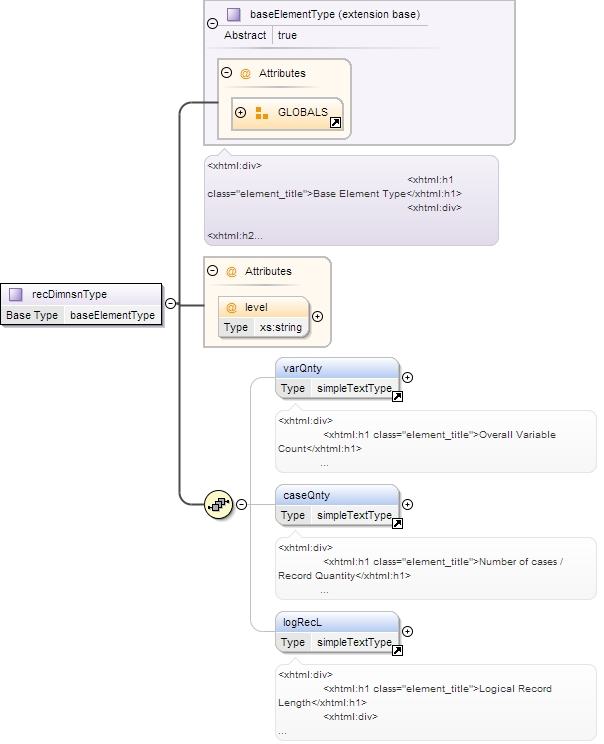 baseElementType (extension base)
Abstract true
@ Attributes
GLOBALS
<xhtml:div>
<xhtml:h1
class="element_title">Base Element Type</xhtml:h1>
<xhtml:div>
<xhtml:h2...
@ Attributes
@ level
Type xs:string
recDimnsnType
Base Type baseElementType
varQnty
Type simpleTextType
<xhtml:div>
<xhtml:h1 class="element_title">Overall Variable
Count</xhtml:h1>
...
caseQnty
Type simpleTextType
<xhtml:div>
<xhtml:h1 class="element_title">Number of cases /
Record Quantity</xhtml:h1>
...
logRecL
Type simpleTextType
<xhtml:div>
<xhtml:h1 class="element_title">Logical Record
Length</xhtml:h1>
<xhtml:div>
...